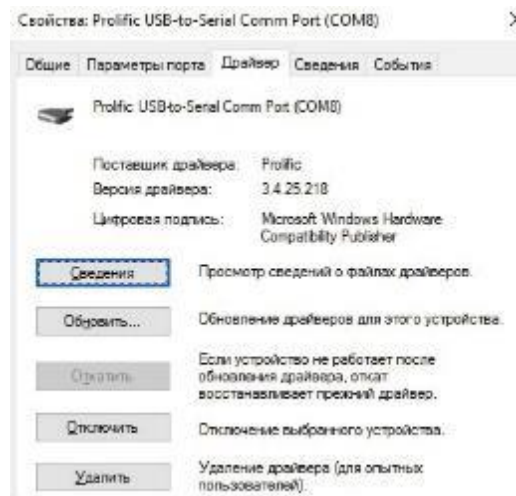 Свойства: Prolific USB-to-Serial Comm Port (COM8)
Общие Параметры порта Драйвер Сведения События
Prolific USB-to-Serial Comm Port (COM8)
Поставщик драйвера: Prolific
Версия драйвера: 3.4.25.218
Цифровая подпись: Microsoft Windows Hardware
Compatibility Publisher
Сведения Просмотр сведений о файлах драйверов.
Обновить... Обновление драйверов для этого устройства.
Откатить Если устройство не работает после
обновления драйвера, откат
восстанавливает прежний драйвер.
Отключить Отключение выбранного устройства.
Удалить Удаление драйвера (для опытных
пользователей).